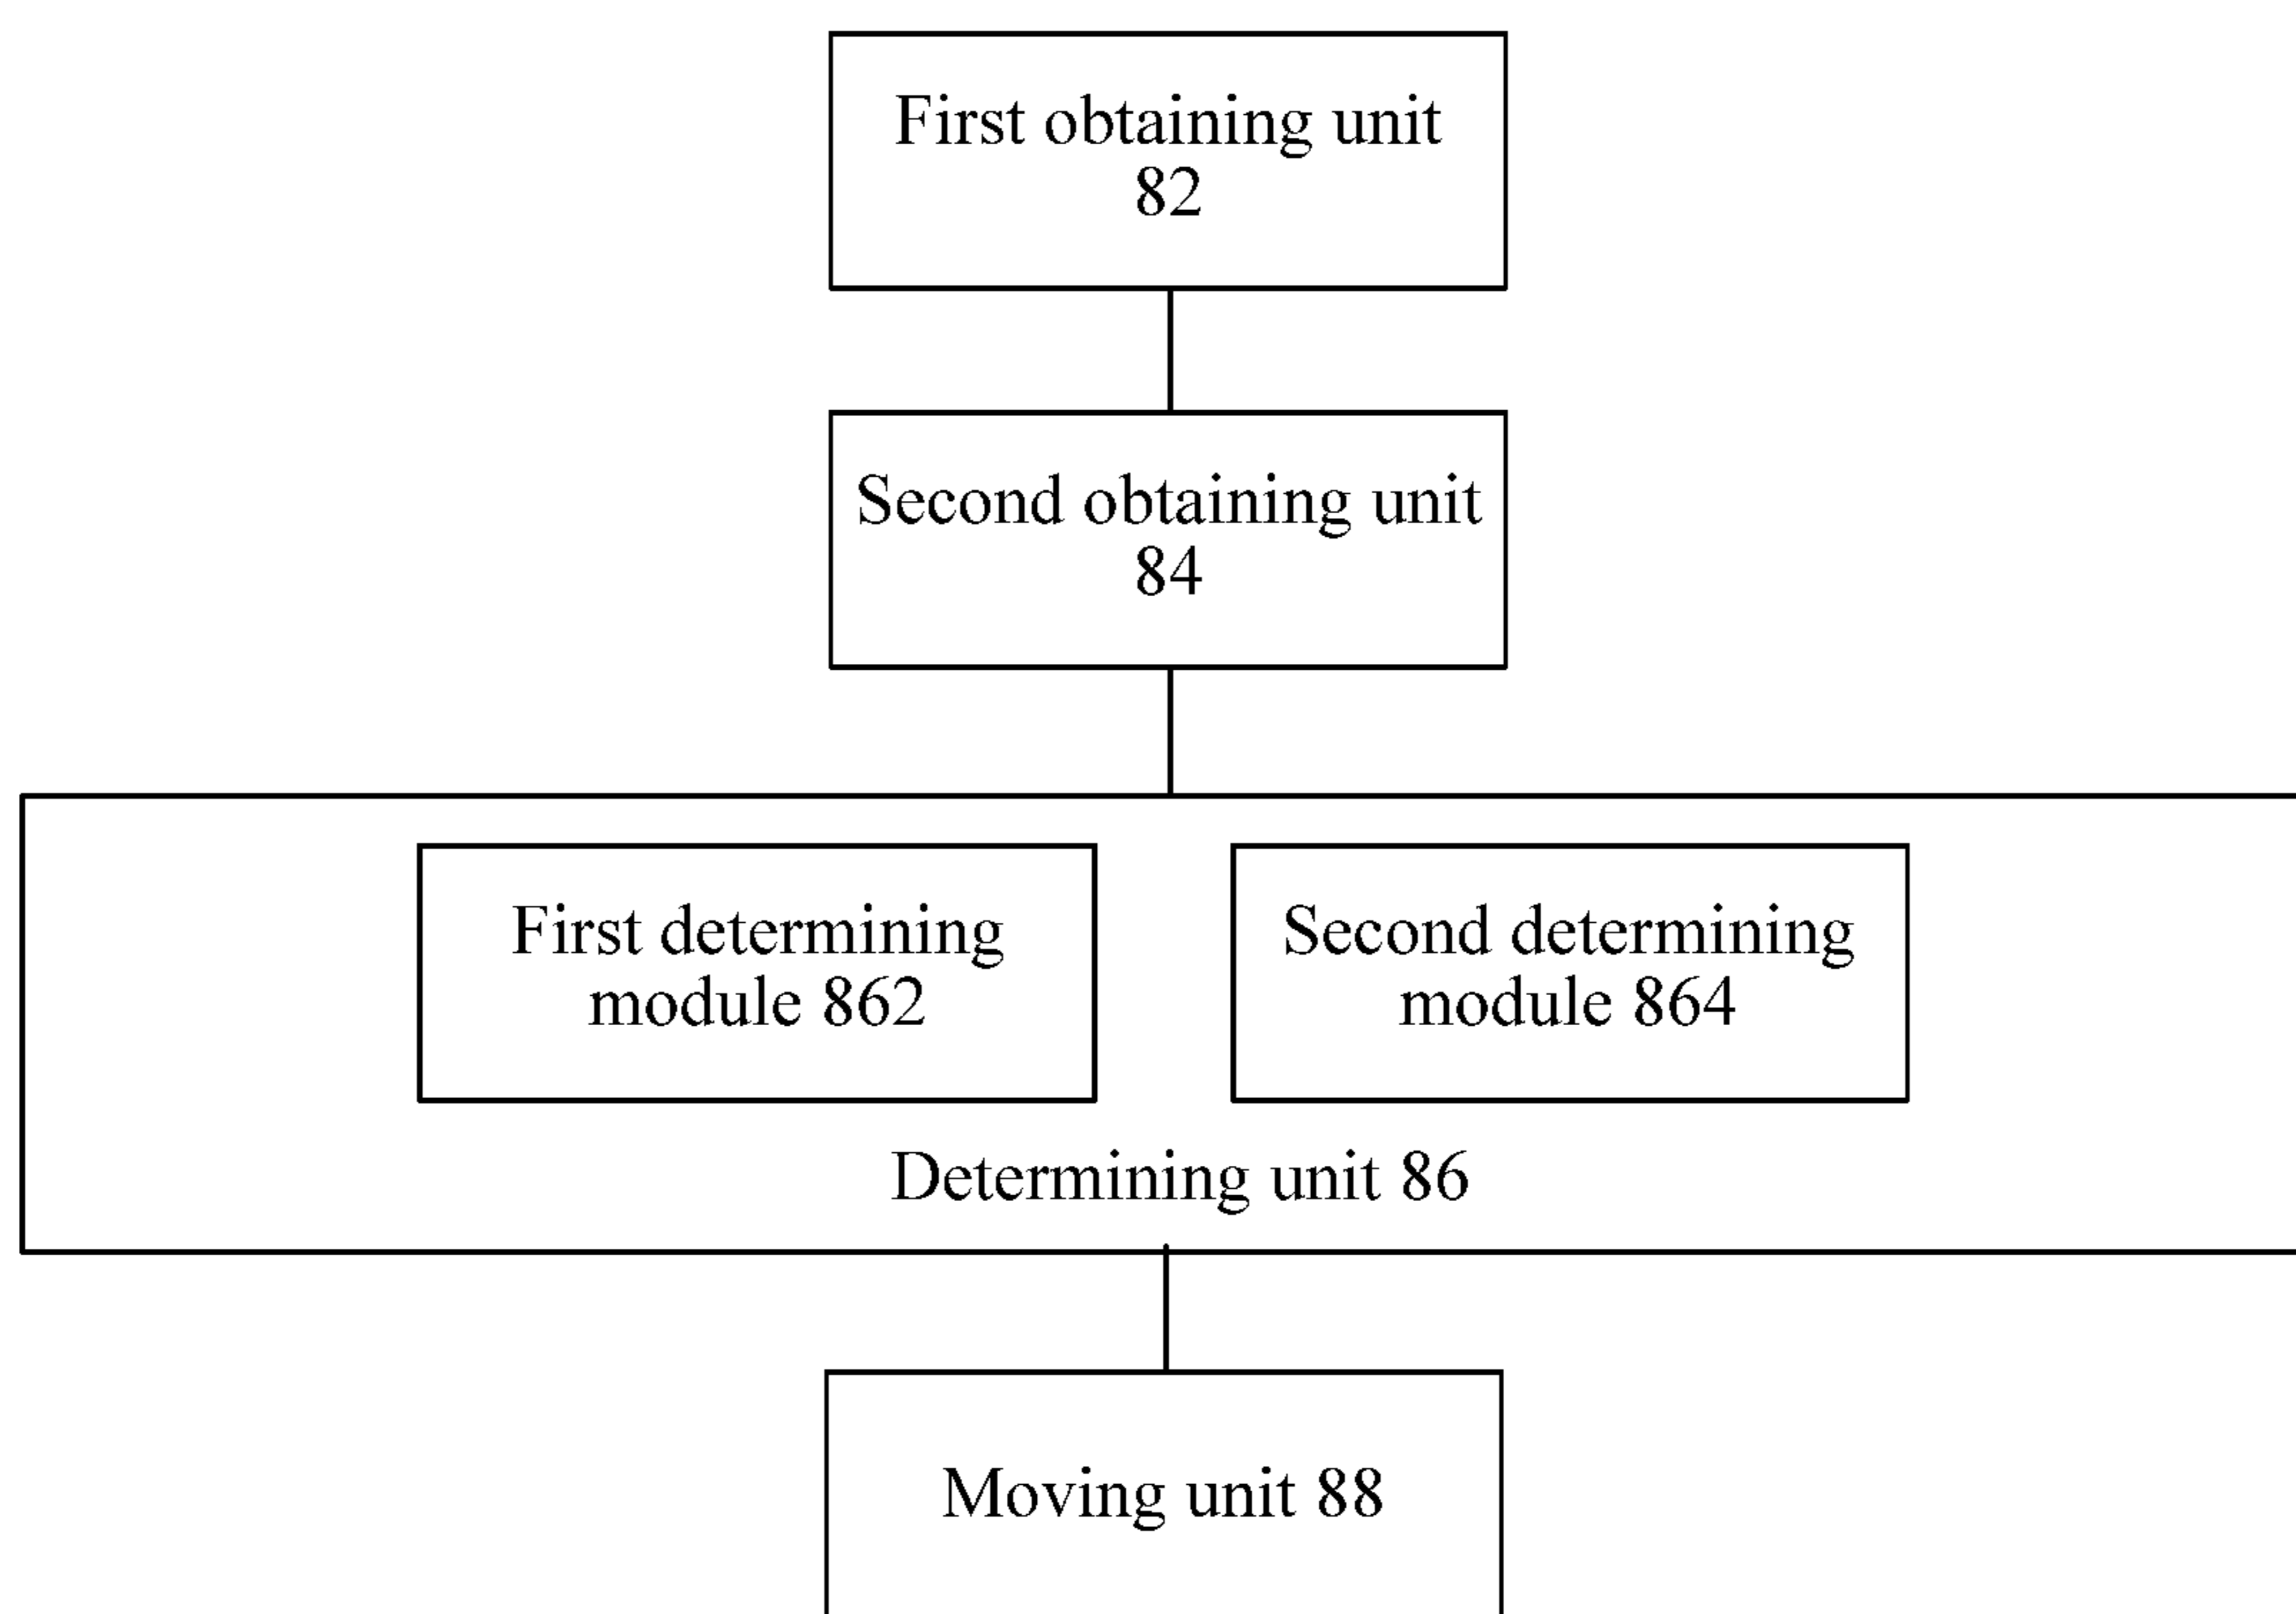 First obtaining unit
82
Second obtaining unit
84
First determining
module 862
Second determining
module 864
Determining unit 86
Moving unit 88